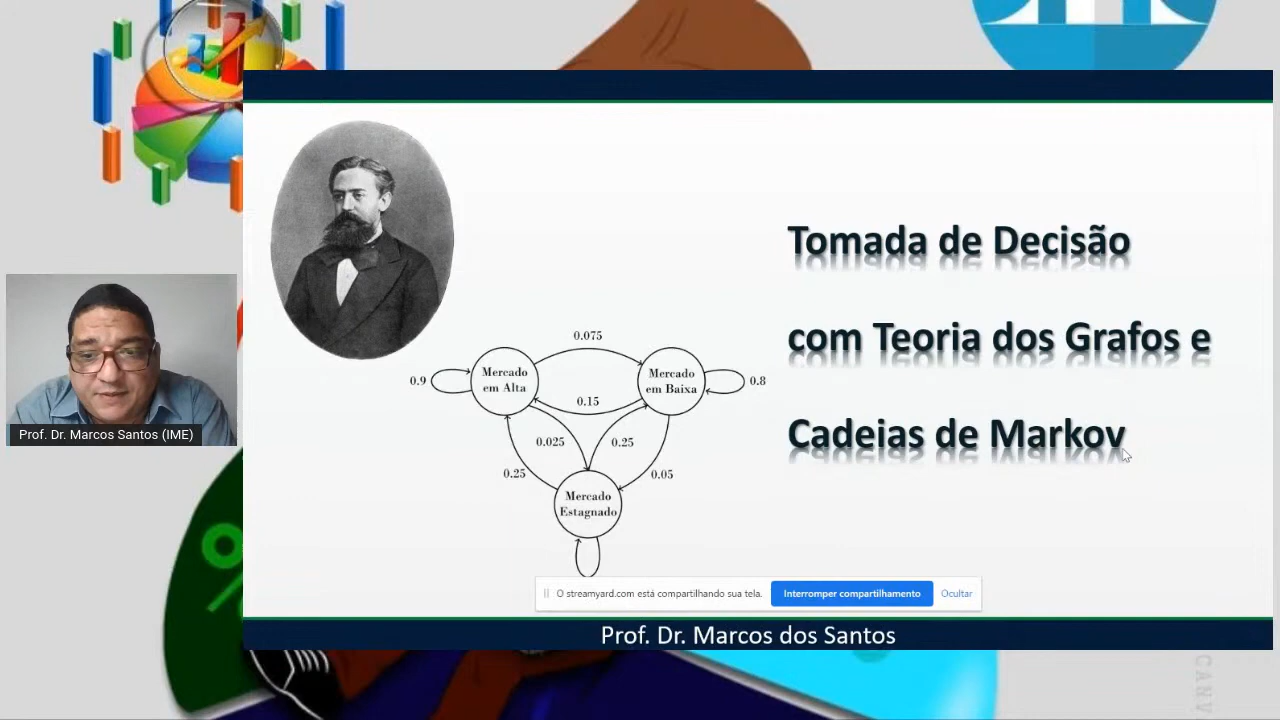 Tomada de Decisão
com Teoria dos Grafos e
Cadeias de Markov
0.075
Mercado
em Alta
Mercado
em Baixa
0.9
0.8
0.15
0.025
0.25
0.25
0.05
Mercado
Estagnado
Prof. Dr. Marcos Santos (IME)
O streamyard.com está compartilhando sua tela.
Interromper compartilhamento
Ocultar
Prof. Dr. Marcos dos Santos
%
CANV